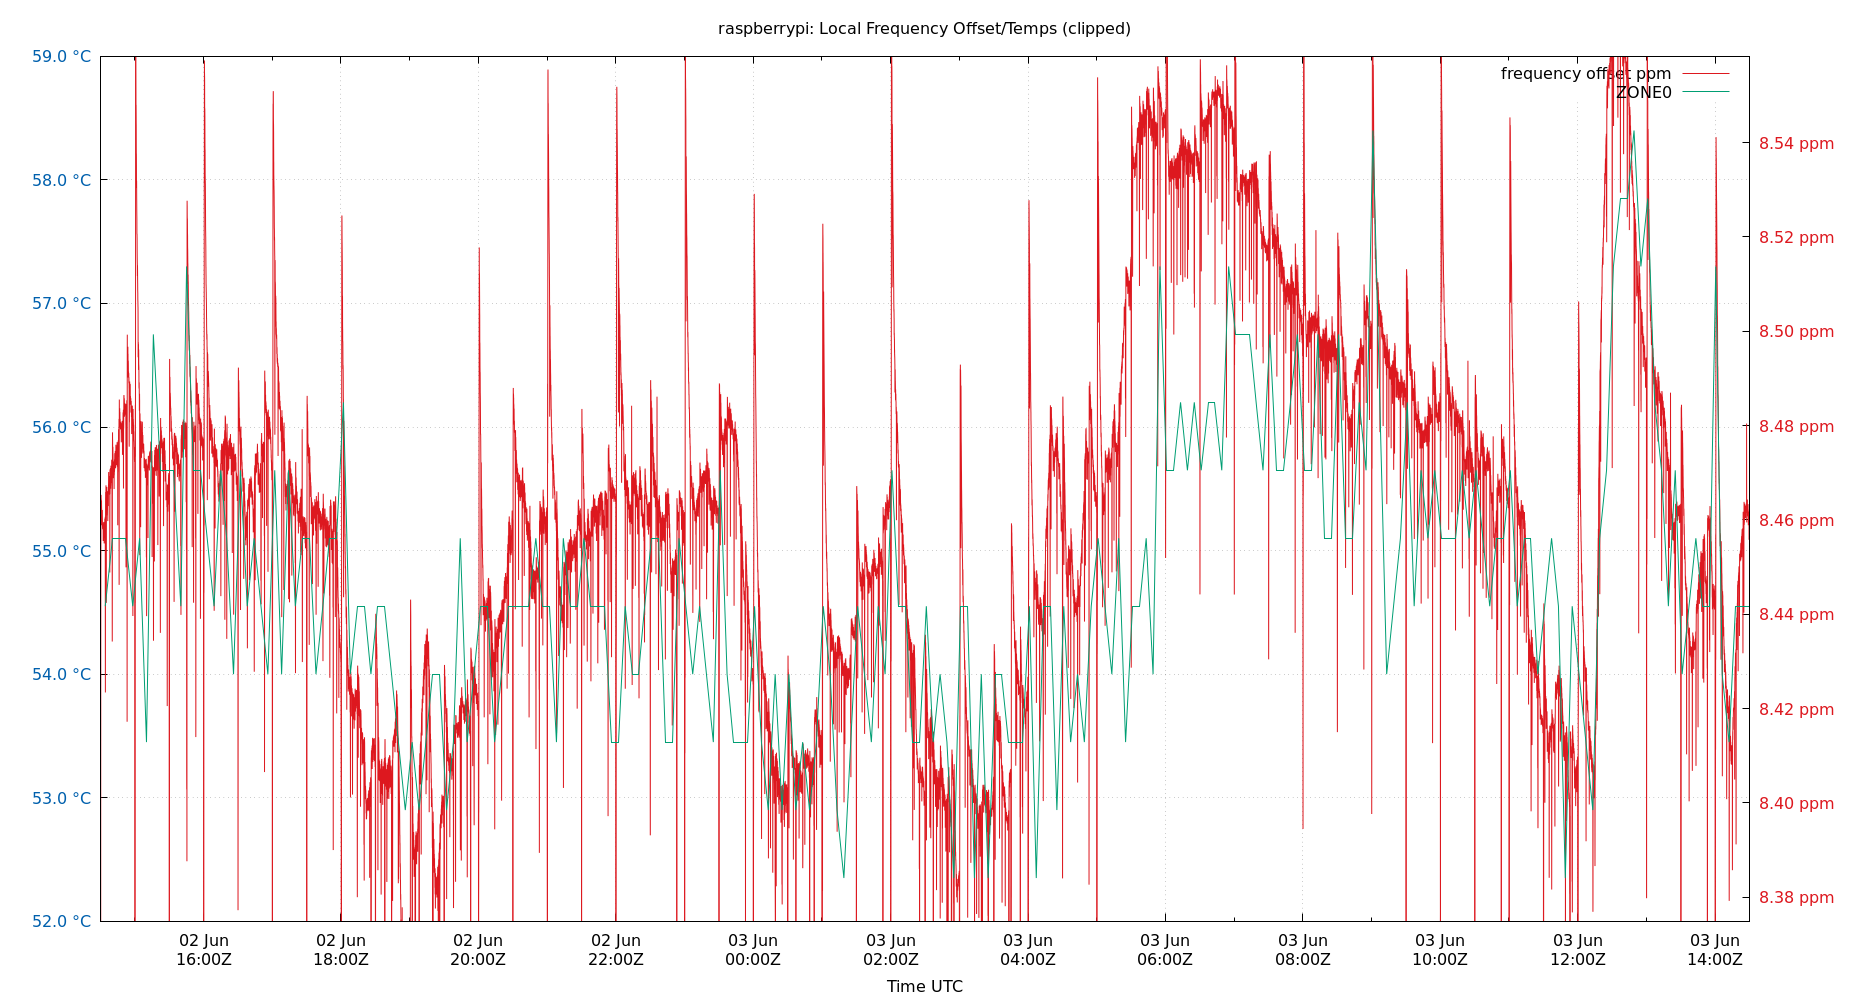 raspberrypi: Local Frequency Offset/Temps (clipped)
59.0 °C
58.0 °C
57.0 °C
56.0 °C
55.0 °C
54.0 °C
53.0 °C
52.0 °C
frequency offset ppm
ZONE0
8.54 ppm
8.52 ppm
8.50 ppm
8.48 ppm
8.46 ppm
8.44 ppm
8.42 ppm
8.40 ppm
8.38 ppm
02 Jun
16:00Z
02 Jun
18:00Z
02 Jun
20:00Z
02 Jun
22:00Z
03 Jun
00:00Z
03 Jun
02:00Z
03 Jun
04:00Z
03 Jun
06:00Z
03 Jun
08:00Z
03 Jun
10:00Z
03 Jun
12:00Z
03 Jun
14:00Z
Time UTC